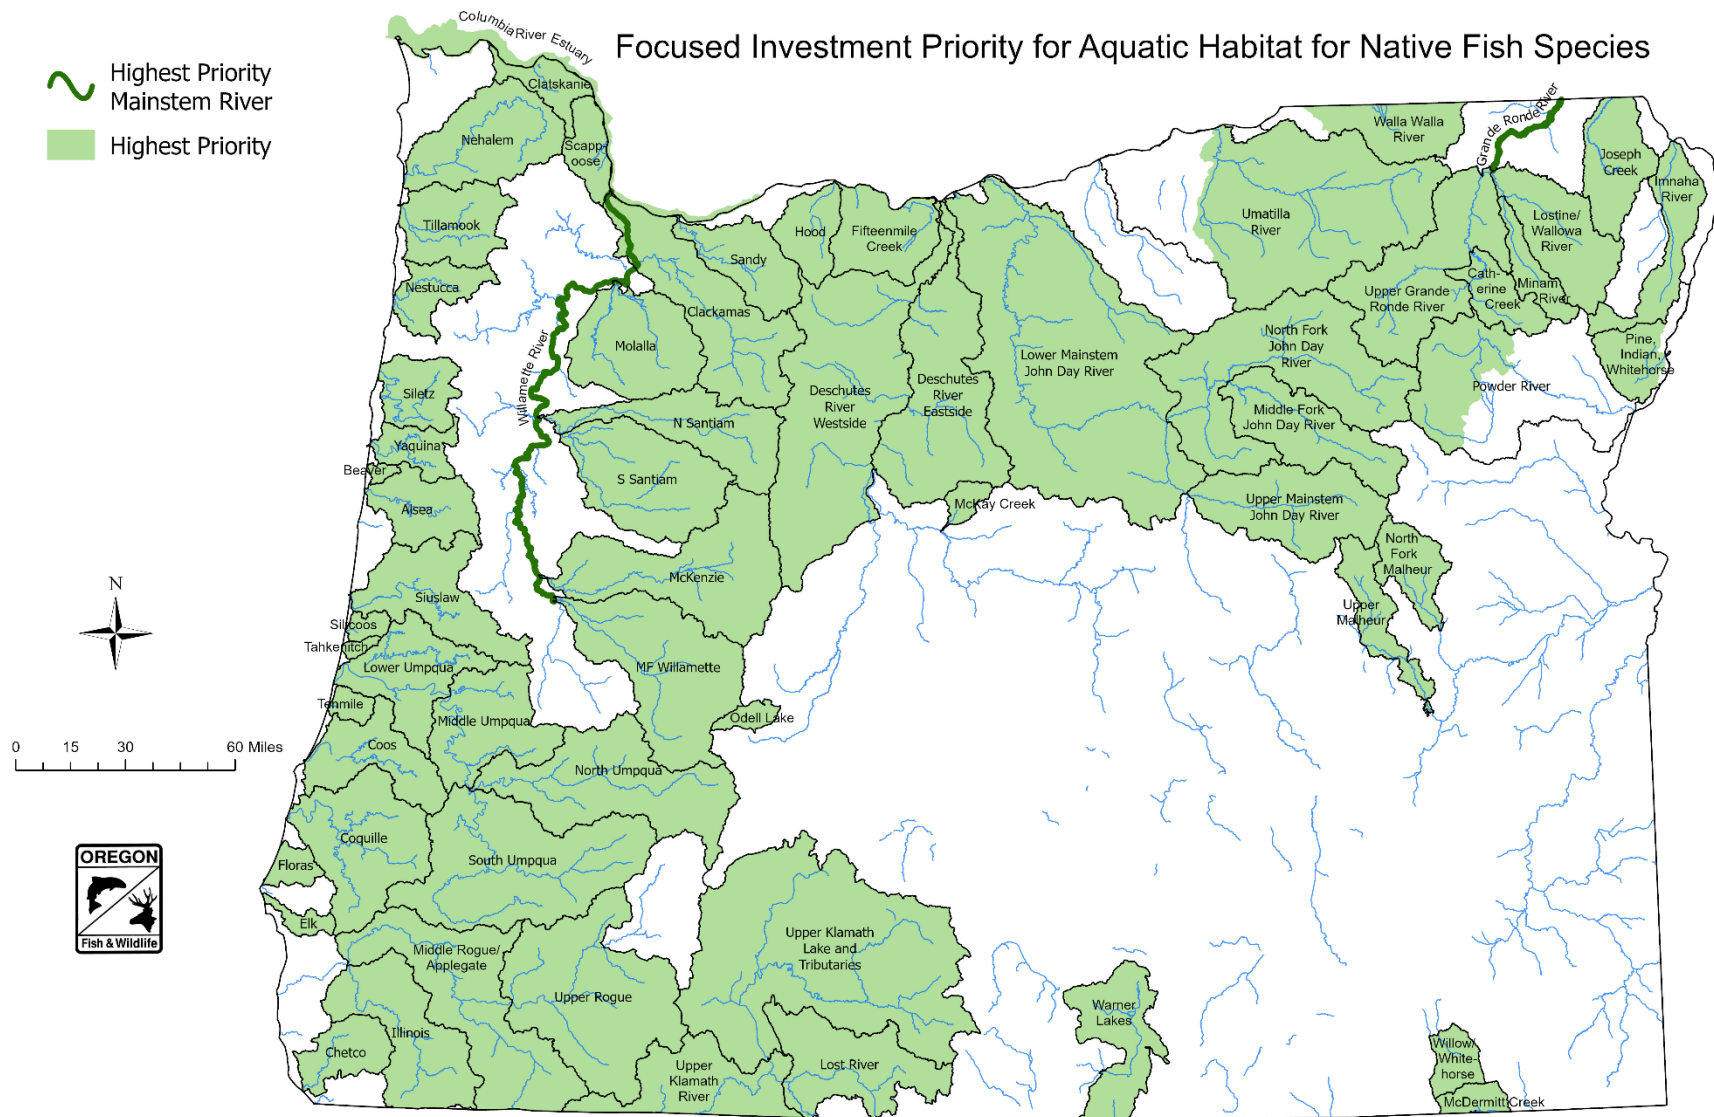 Focused Investment Priority for Aquatic Habitat for Native Fish Species
Highest Priority
Mainstem River
Highest Priority
Columbia River Estuary
Clatskanie
Nehalem
Scapp-
oose
Tillamook
Nestucca
Willamette River
Siletz
Yaquina
Beaver
Alsea
Siuslaw
Siltcoos
Tahkenitch
Lower Umpqua
Tenmile
Middle Umpqua
Coos
North Umpqua
Coquille
South Umpqua
Floras
Elk
Middle Rogue/
Applegate
Upper Rogue
Illinois
Chetco
Sandy
Clackamas
Molalla
N Santiam
S Santiam
McKenzie
MF Willamette
Odell Lake
Hood
Fifteenmile
Creek
Deschutes
River
Westside
Deschutes
River
Eastside
McKay Creek
Lower Mainstem
John Day River
Umatilla
River
Walla Walla
River
Grande Ronde River
Joseph
Creek
Imnaha
River
Lostine/
Wallowa
River
Cath-
erine
Creek
Minam
River
Upper Grande
Ronde River
North Fork
John Day
River
Middle Fork
John Day River
Upper Mainstem
John Day River
Powder River
Pine,
Indian,
Whitehorse
North
Fork
Malheur
Upper
Malheur
Upper Klamath
Lake and
Tributaries
Upper
Klamath
River
Lost River
Warner
Lakes
Willow/
White-
horse
McDermitt Creek
N
0 15 30 60 Miles
OREGON
Fish & Wildlife